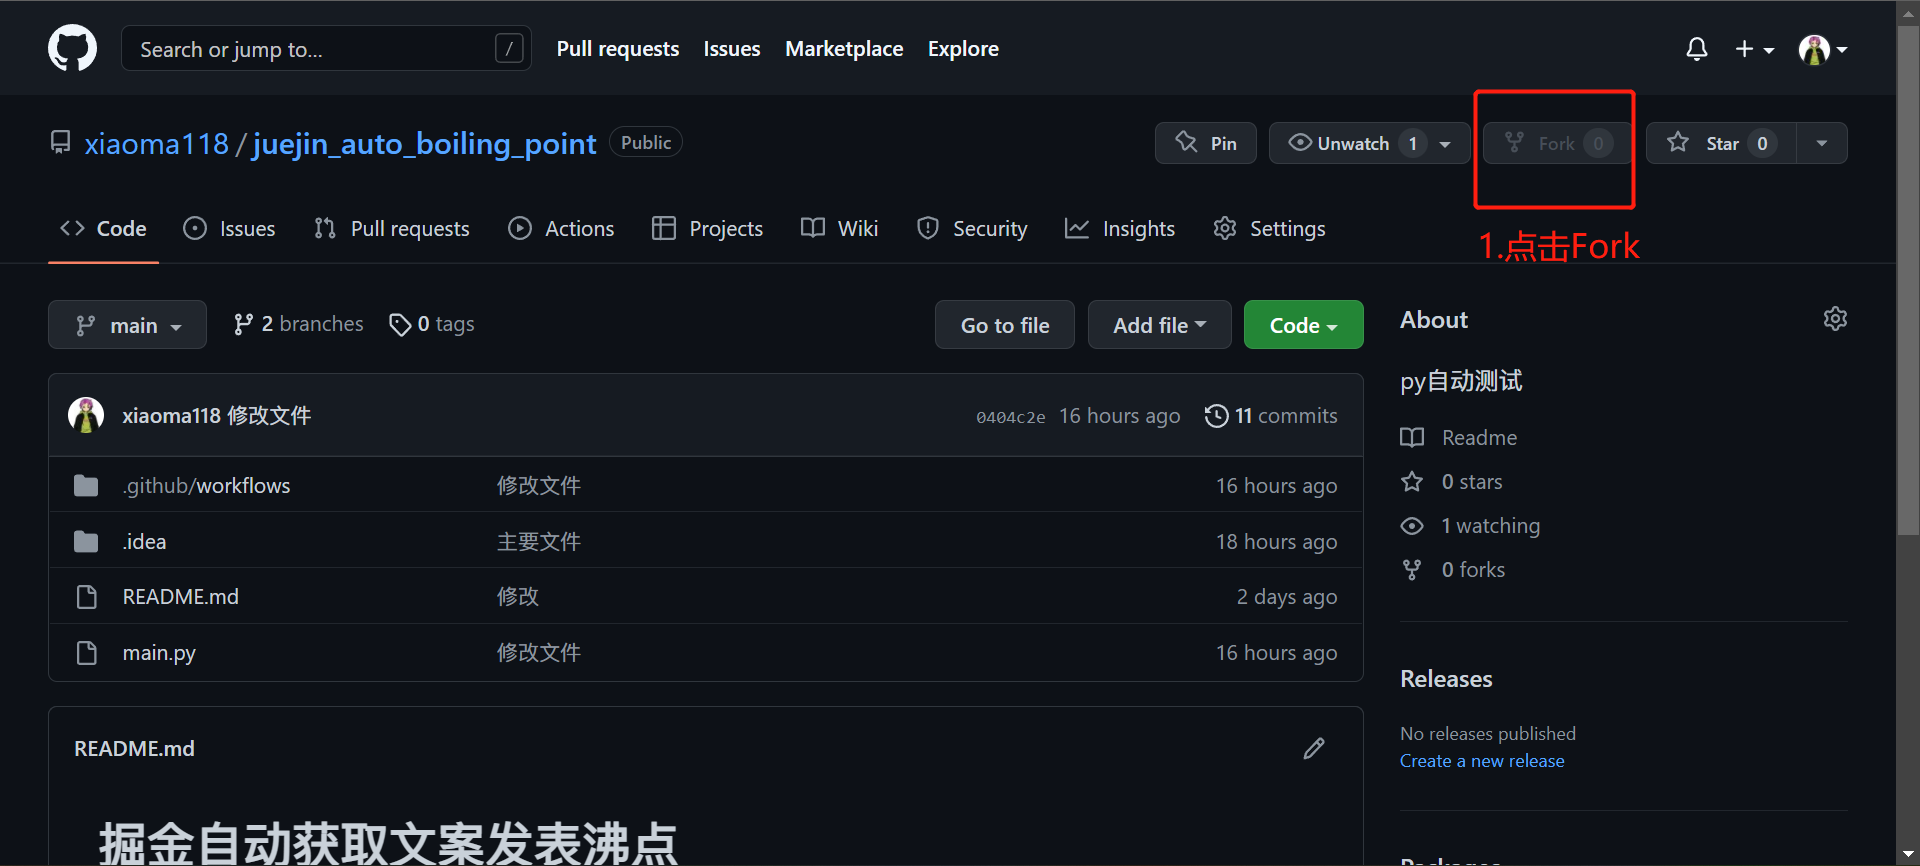 Search or jump to... /
Pull requests Issues Marketplace Explore
xiaoma118 / juejin_auto_boiling_point Public
Pin Unwatch 1 Fork 0 Star 0
Code Issues Pull requests Actions Projects Wiki Security Insights Settings
1.点击Fork
main 2 branches 0 tags Go to file Add file Code
xiaoma118 修改文件 0404c2e 16 hours ago 11 commits
.github/workflows 修改文件 16 hours ago
.idea 主要文件 18 hours ago
README.md 修改 2 days ago
main.py 修改文件 16 hours ago
README.md
掘金自动获取文案发表沸点
About
py自动测试
Readme
0 stars
1 watching
0 forks
Releases
No releases published
Create a new release